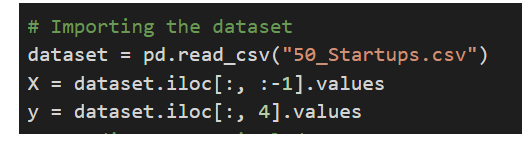 # Importing the dataset
dataset = pd.read_csv("50_Startups.csv")
X = dataset.iloc[:, :-1].values
y = dataset.iloc[:, 4].values